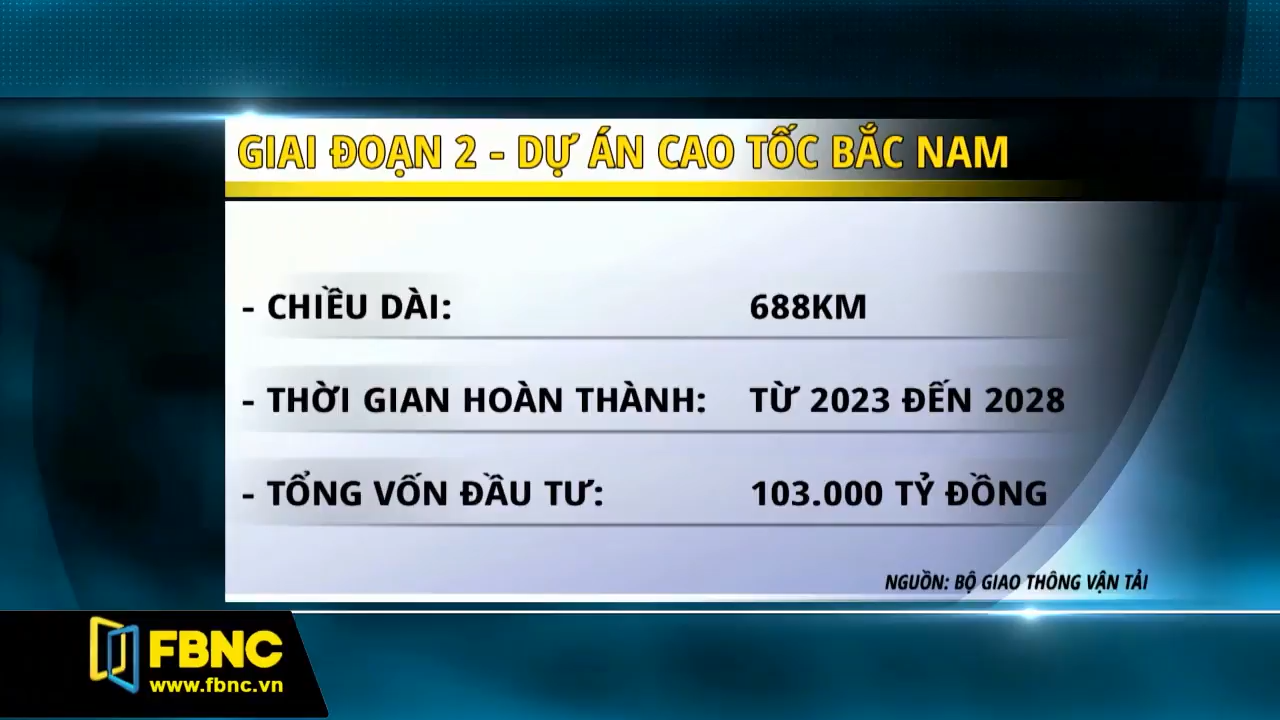 GIAI ĐOẠN 2 - DỰ ÁN CAO TỐC BẮC NAM
- CHIỀU DÀI: 688KM
- THỜI GIAN HOÀN THÀNH: TỪ 2023 ĐẾN 2028
- TỔNG VỐN ĐẦU TƯ: 103.000 TỶ ĐỒNG
NGUỒN: BỘ GIAO THÔNG VẬN TẢI
FBNC
www.fbnc.vn